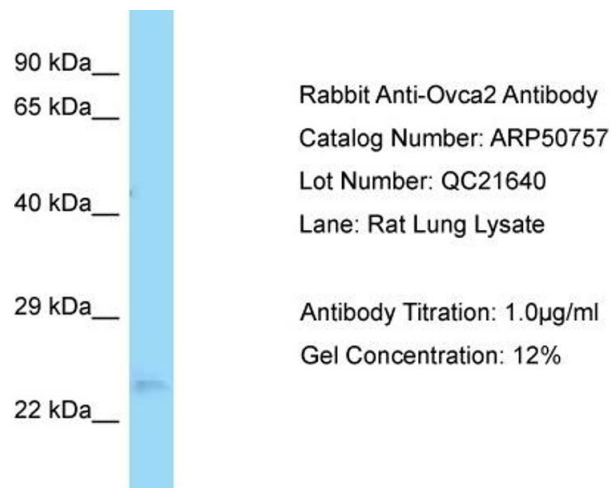 90 kDa__
65 kDa__
40 kDa__
29 kDa__
22 kDa__
Rabbit Anti-Ovca2 Antibody
Catalog Number: ARP50757
Lot Number: QC21640
Lane: Rat Lung Lysate
Antibody Titration: 1.0µg/ml
Gel Concentration: 12%